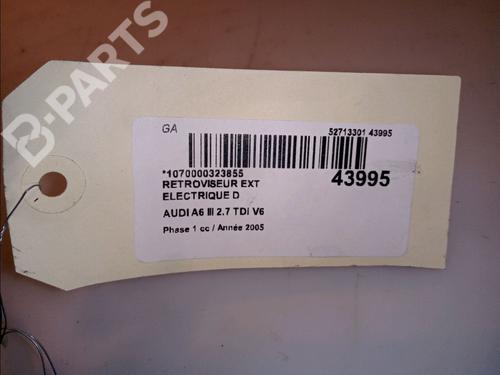 B-PARTS
GA
52713301 43995
*1070000323855
43995
RETROVISEUR EXT
ELECTRIQUE D
AUDI A6 III 2.7 TDI V6
Phase 1 cc / Année 2005